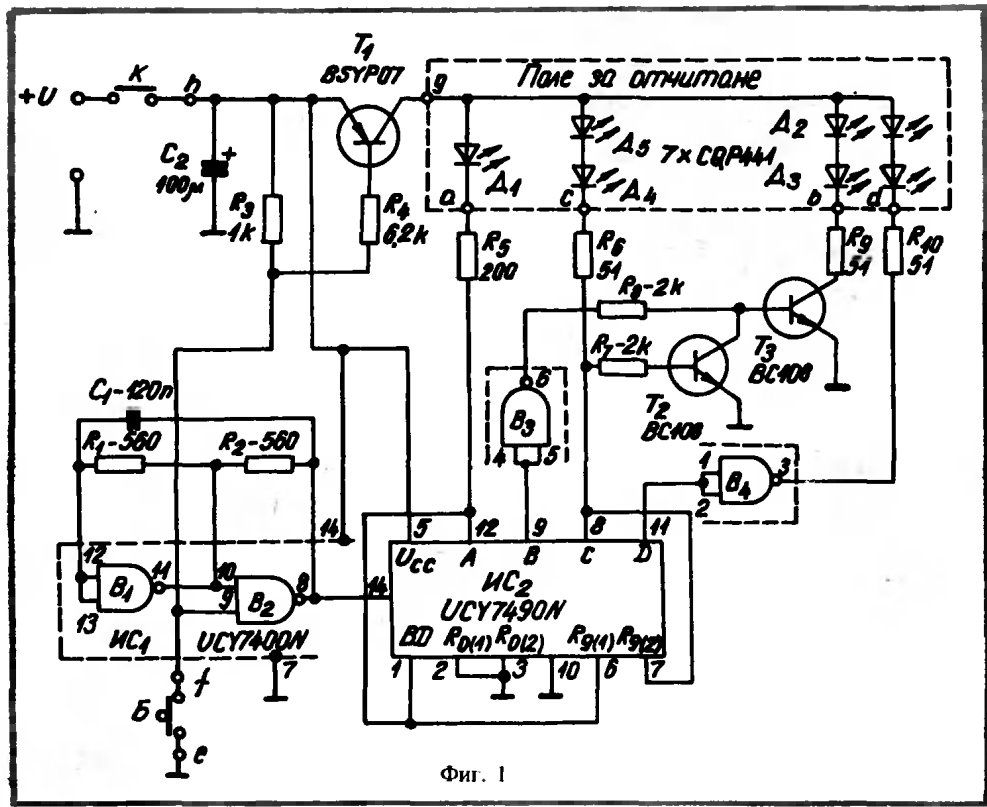 T1
BSYP07
+U
K
h
g
Поле за отчитане
C2
100µ
+
R3
1k
R4
6,2k
Д1
Д5
7xCQP441
Д4
Д2
Д3
a
c
b
d
R5
200
R6
51
R9
51
R10
51
R8-2k
R7-2k
T3
BC108
T2
BC108
C1-120n
R1-560
R2-560
6
B3
4
5
1
2
B4
3
14
5
12
9
8
11
Ucc
A
B
C
D
12
13
B1
11
10
9
B2
8
14
ИС2
UCY7490N
ИС1
UCY7400N
7
BD
R0(1)
R0(2)
R9(1)
R9(2)
1
2
3
10
6
7
f
Б
e
Фиг. 1